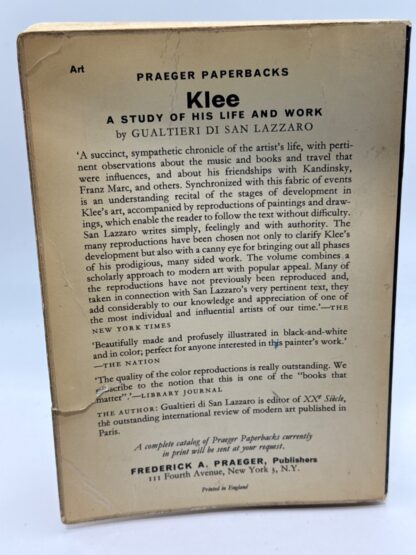 Art
PRAEGER PAPERBACKS
Klee
A STUDY OF HIS LIFE AND WORK
by GUALTIERI DI SAN LAZZARO
'A succinct, sympathetic chronicle of the artist's life, with perti-
nent observations about the music and books and travel that
were influences, and about his friendships with Kandinsky,
Franz Marc, and others. Synchronized with this fabric of events
is an understanding recital of the stages of development in
Klee's art, accompanied by reproductions of paintings and draw-
ings, which enable the reader to follow the text without difficulty.
San Lazzaro writes simply, feelingly and with authority. The
many reproductions have been chosen not only to clarify Klee's
development but also with a canny eye for bringing out all phases
of his prodigious, many sided work. The volume combines a
scholarly approach to modern art with popular appeal. Many of
the reproductions have not previously been reproduced and,
taken in connection with San Lazzaro's very pertinent text, they
add considerably to our knowledge and appreciation of one of
the most individual and influential artists of our time.'—THE
NEW YORK TIMES
'Beautifully made and profusely illustrated in black-and-white
and in color; perfect for anyone interested in this painter's work.'
—THE NATION
'The quality of the color reproductions is really outstanding. We
subscribe to the notion that this is one of the "books that
matter".'—LIBRARY JOURNAL
THE AUTHOR: Gualtieri di San Lazzaro is editor of XXe Siècle,
the outstanding international review of modern art published in
Paris.
A complete catalog of Praeger Paperbacks currently
in print will be sent at your request.
FREDERICK A. PRAEGER, Publishers
111 Fourth Avenue, New York 3, N.Y.
Printed in England